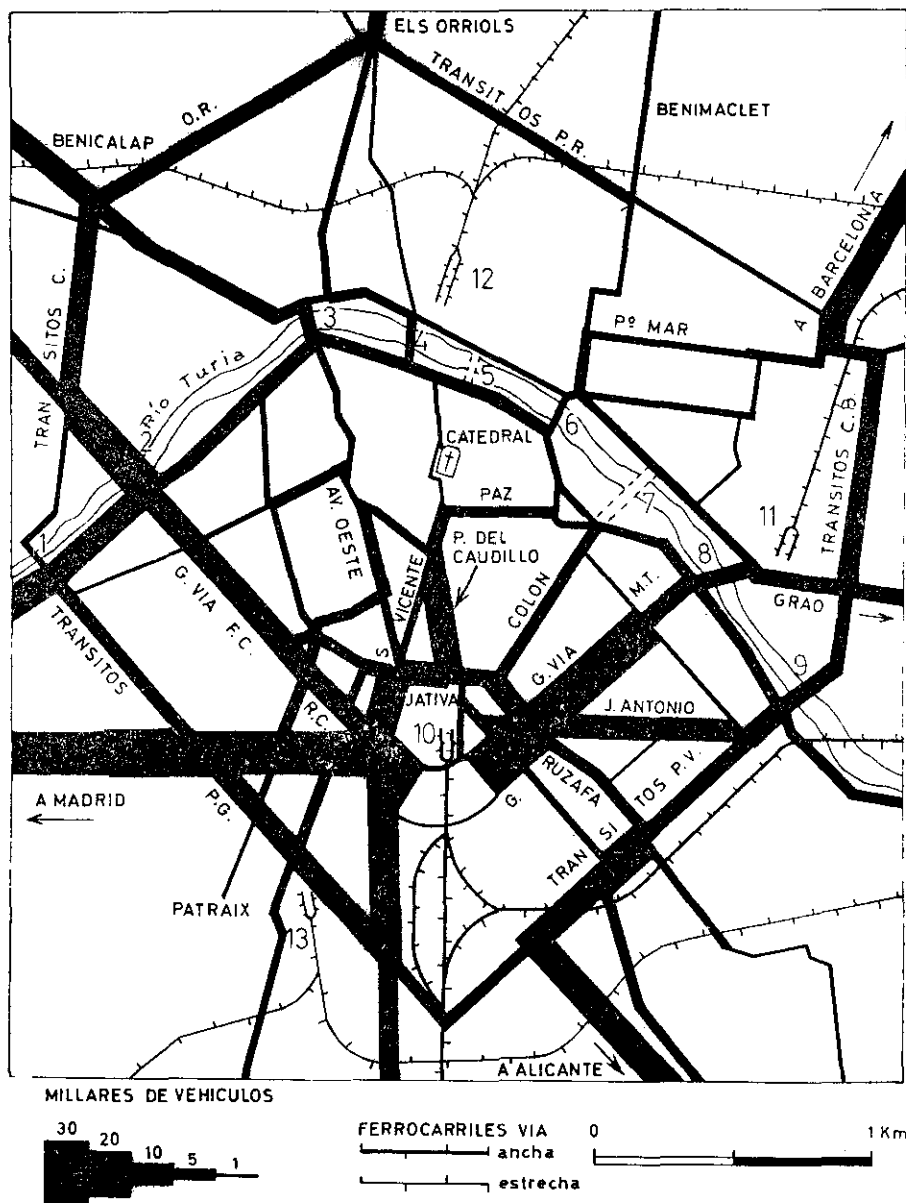 ELS ORRIOLS
TRANSITOS P.R.
O.R.
BENICALAP
BENIMACLET
A BARCELONA
12
TRANSITOS C.
Pº MAR
3
4
Río Turia
5
6
2
CATEDRAL
TRANSITOS C.B.
PAZ
7
11
1
AV. OESTE
P. DEL
CAUDILLO
8
G. VIA F.C.
S. VICENTE
COLON
G. VIA M.T.
GRAO
TRANSITOS P.G.
9
R.C.
JATIVA
J. ANTONIO
10
G.
RUZAFA
TRANSITOS P.V.
A MADRID
PATRAIX
13
A ALICANTE
MILLARES DE VEHICULOS
30 20 10 5 1
FERROCARRILES VIA
ancha
estrecha
0 1 Km